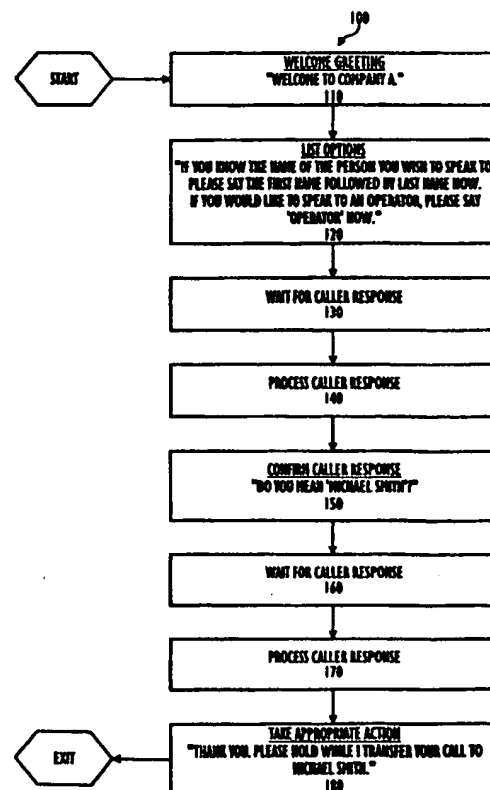 100
START
WELCOME GREETING
"WELCOME TO COMPANY A."
110
LIST OPTIONS
"IF YOU KNOW THE NAME OF THE PERSON YOU WISH TO SPEAK TO,
PLEASE SAY THE FIRST NAME FOLLOWED BY LAST NAME NOW.
IF YOU WOULD LIKE TO SPEAK TO AN OPERATOR, PLEASE SAY
'OPERATOR' NOW."
120
WAIT FOR CALLER RESPONSE
130
PROCESS CALLER RESPONSE
140
CONFIRM CALLER RESPONSE
"DO YOU MEAN 'MICHAEL SMITH'?"
150
WAIT FOR CALLER RESPONSE
160
PROCESS CALLER RESPONSE
170
TAKE APPROPRIATE ACTION
"THANK YOU. PLEASE HOLD WHILE I TRANSFER YOUR CALL TO
MICHAEL SMITH."
180
EXIT